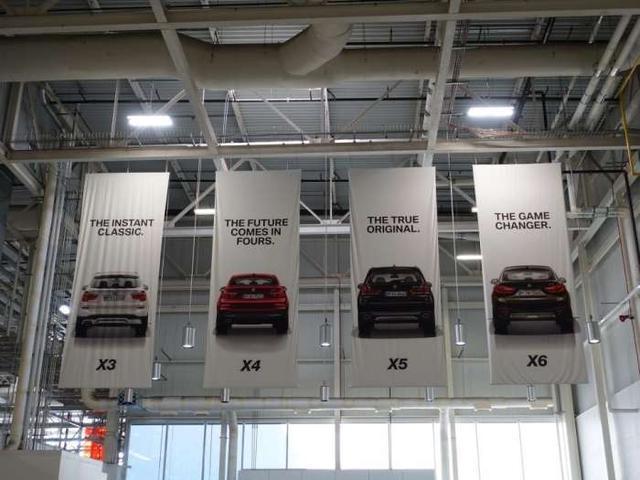 THE INSTANT
CLASSIC.
X3
THE FUTURE
COMES IN
FOURS.
X4
THE TRUE
ORIGINAL.
X5
THE GAME
CHANGER.
X6